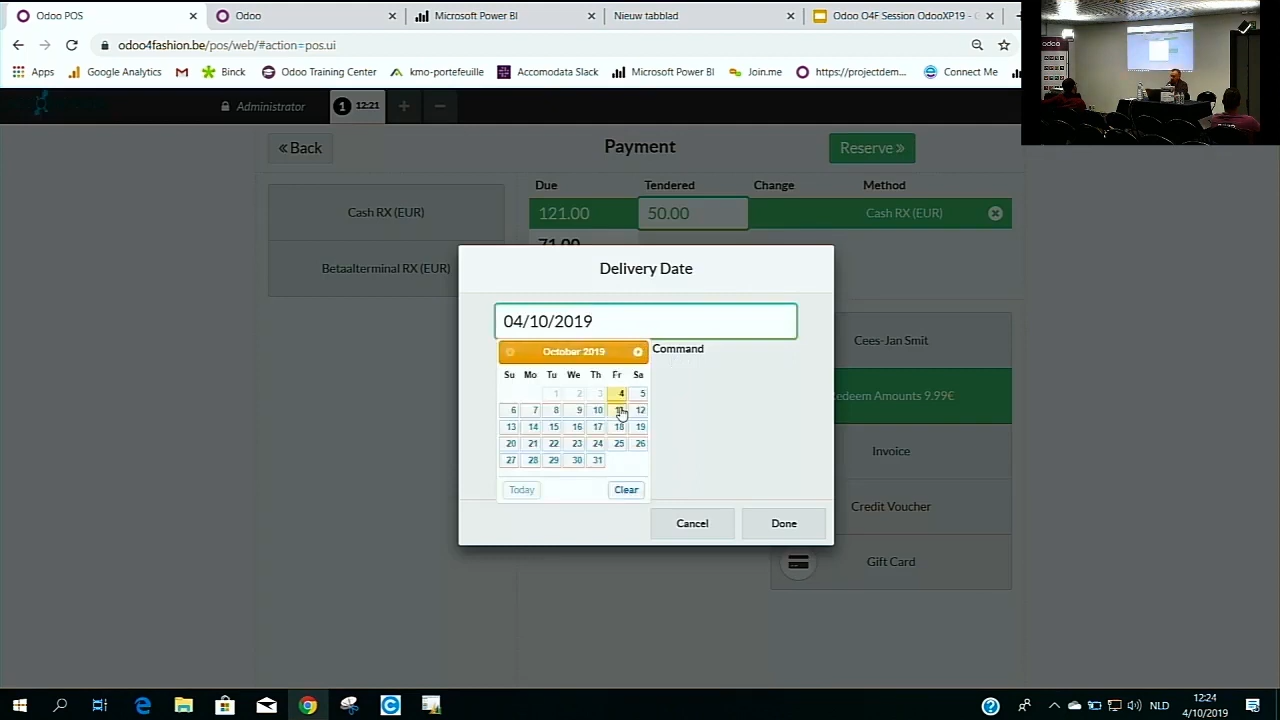 Odoo POS
Odoo
Microsoft Power BI
Nieuw tabblad
Odoo O4F Session OdooXP19 - G
odoo4fashion.be/pos/web/#action=pos.ui
Apps
Google Analytics
Binck
Odoo Training Center
kmo-portefeuille
Accomodata Slack
Microsoft Power BI
Join.me
https://projectdem...
Connect Me
Administrator
1 12:21
Back
Payment
Reserve
Due Tendered Change Method
Cash RX (EUR)
121.00 50.00 Cash RX (EUR)
71.00
Betaalterminal RX (EUR)
Delivery Date
04/10/2019
Command
October 2019
Su Mo Tu We Th Fr Sa
1 2 3 4 5
6 7 8 9 10 11 12
13 14 15 16 17 18 19
20 21 22 23 24 25 26
27 28 29 30 31
Today Clear
Cancel Done
Cees-Jan Smit
edeem Amounts 9.99€
Invoice
Credit Voucher
Gift Card
NLD
12:24
4/10/2019
odoo